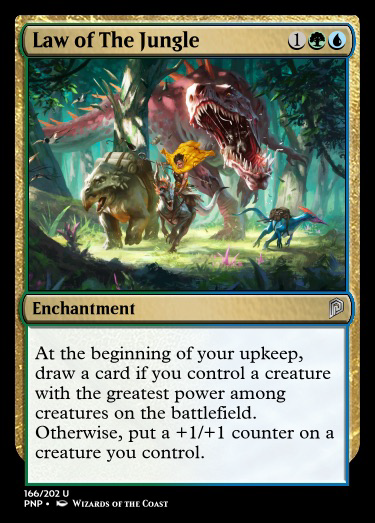 Law of The Jungle 1
Enchantment
At the beginning of your upkeep,
draw a card if you control a creature
with the greatest power among
creatures on the battlefield.
Otherwise, put a +1/+1 counter on a
creature you control.
166/202 U
PNP • Wizards of the Coast